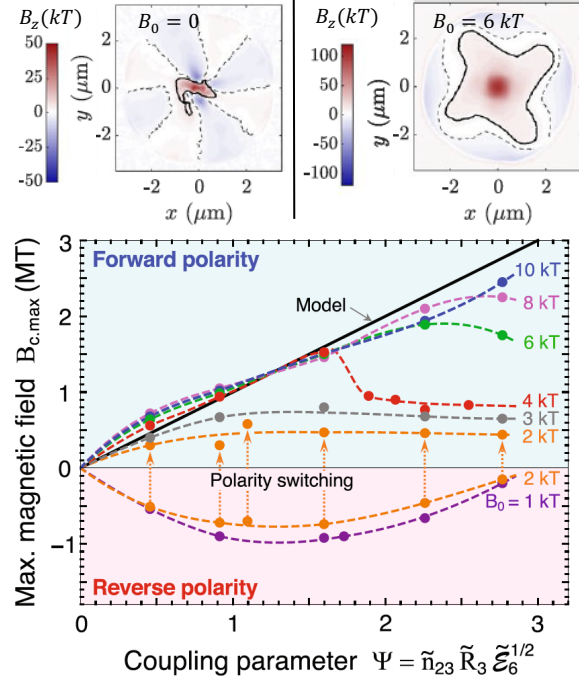 B_z(kT) B_0 = 0
50
25
0
-25
-50
2
0
-2
y (μm)
-2 0 2
x (μm)
B_z(kT) B_0 = 6 kT
100
50
0
-50
-100
2
0
-2
y (μm)
-2 0 2
x (μm)
Max. magnetic field B_c.max (MT)
3
2
1
0
-1
Forward polarity
10 kT
8 kT
Model
6 kT
4 kT
3 kT
2 kT
Polarity switching
2 kT
B_0 = 1 kT
Reverse polarity
0 1 2 3
Coupling parameter Ψ = ñ_23 R̃_3 ℰ̃_6^1/2